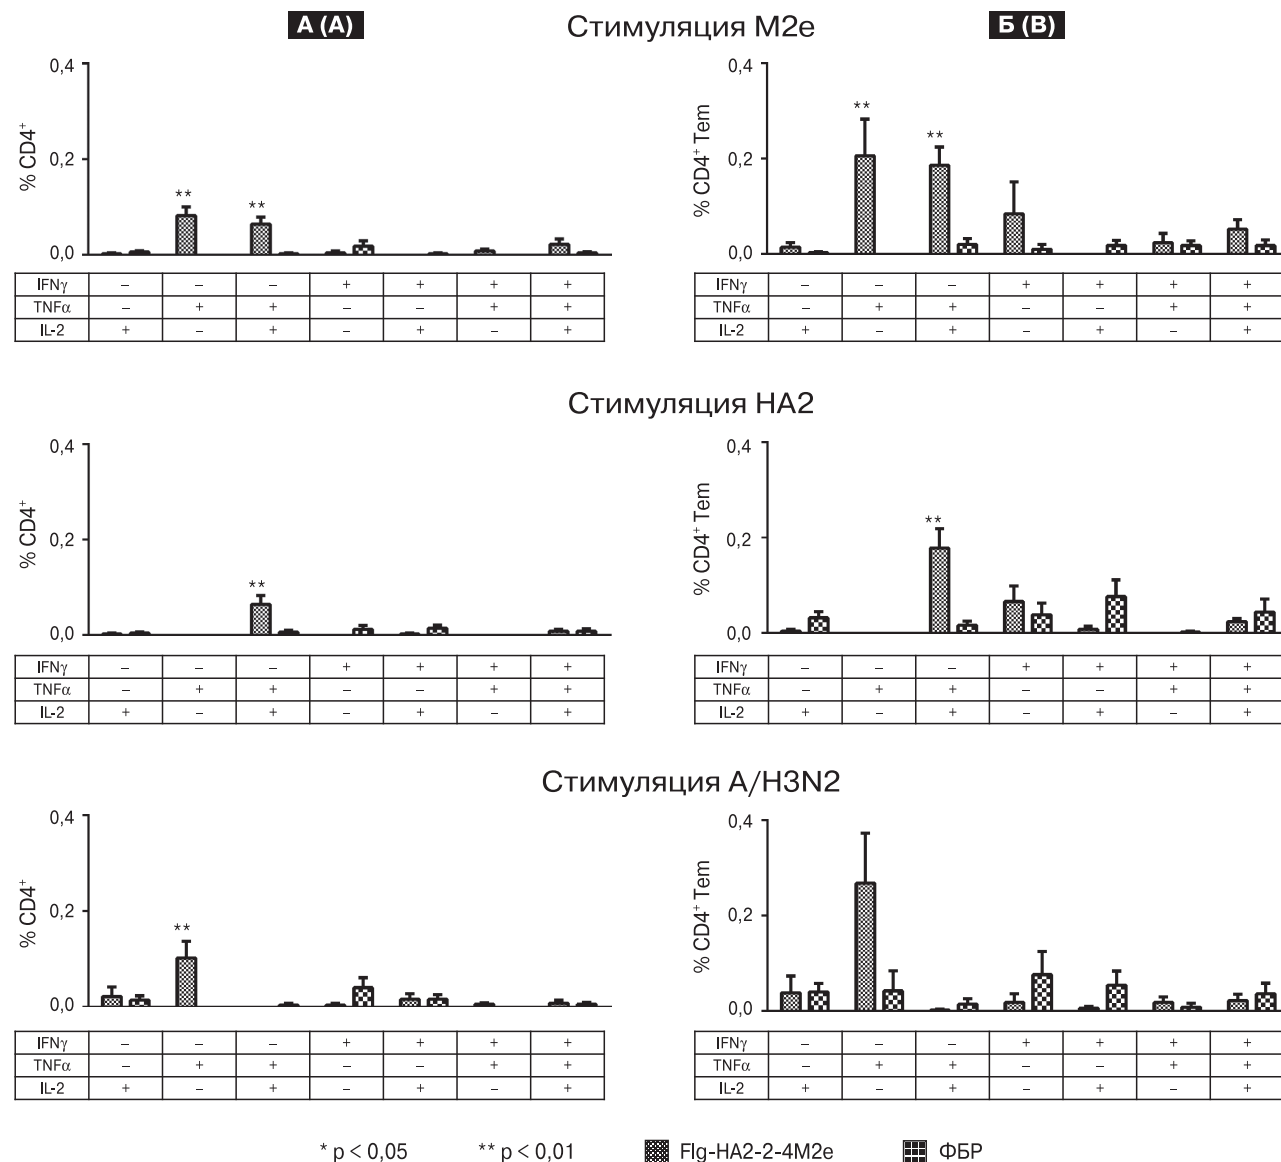 А (A)
Стимуляция M2e
Б (B)
0,4
0,2
0,0
% CD4+
** **
IFNγ – – – + + + +
TNFα – + + – – + +
IL-2 + – + – + – +
0,4
0,2
0,0
% CD4+ Tem
** **
IFNγ – – – + + + +
TNFα – + + – – + +
IL-2 + – + – + – +
Стимуляция HA2
0,4
0,2
0,0
% CD4+
**
IFNγ – – – + + + +
TNFα – + + – – + +
IL-2 + – + – + – +
0,4
0,2
0,0
% CD4+ Tem
**
IFNγ – – – + + + +
TNFα – + + – – + +
IL-2 + – + – + – +
Стимуляция A/H3N2
0,4
0,2
0,0
% CD4+
**
IFNγ – – – + + + +
TNFα – + + – – + +
IL-2 + – + – + – +
0,4
0,2
0,0
% CD4+ Tem
IFNγ – – – + + + +
TNFα – + + – – + +
IL-2 + – + – + – +
* p < 0,05 ** p < 0,01 Flg-HA2-2-4M2e ФБР